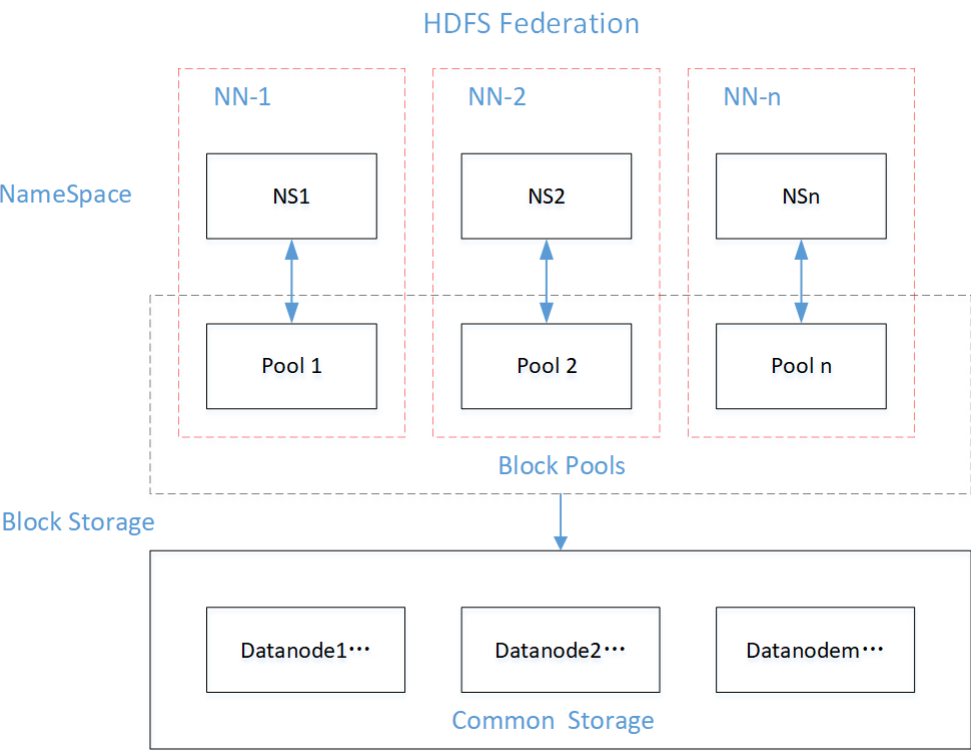 HDFS Federation
NN-1
NN-2
NN-n
NameSpace
NS1
NS2
NSn
Pool 1
Pool 2
Pool n
Block Pools
Block Storage
Datanode1···
Datanode2···
Datanodem···
Common Storage